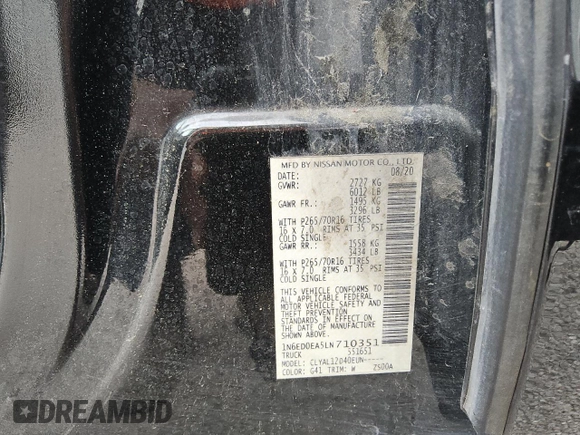 MFD BY NISSAN MOTOR CO., LTD.
DATE: 08/20
GVWR: 2727 KG
6012 LB
GAWR FR.: 1495 KG
3296 LB
WITH P265/70R16 TIRES
16 X 7.0 RIMS AT 35 PSI
COLD SINGLE
GAWR RR.: 1558 KG
3434 LB
WITH P265/70R16 TIRES
16 X 7.0 RIMS AT 35 PSI
COLD SINGLE
THIS VEHICLE CONFORMS TO
ALL APPLICABLE FEDERAL
MOTOR VEHICLE SAFETY
STANDARDS IN EFFECT ON
THE DATE OF MANUFACTURE
SHOWN ABOVE.
1N6ED0EA5LN710351
TRUCK 551651
MODEL: CLYAL12D40EUN-----
COLOR: G41 TRIM: W 2500A
DREAMBID